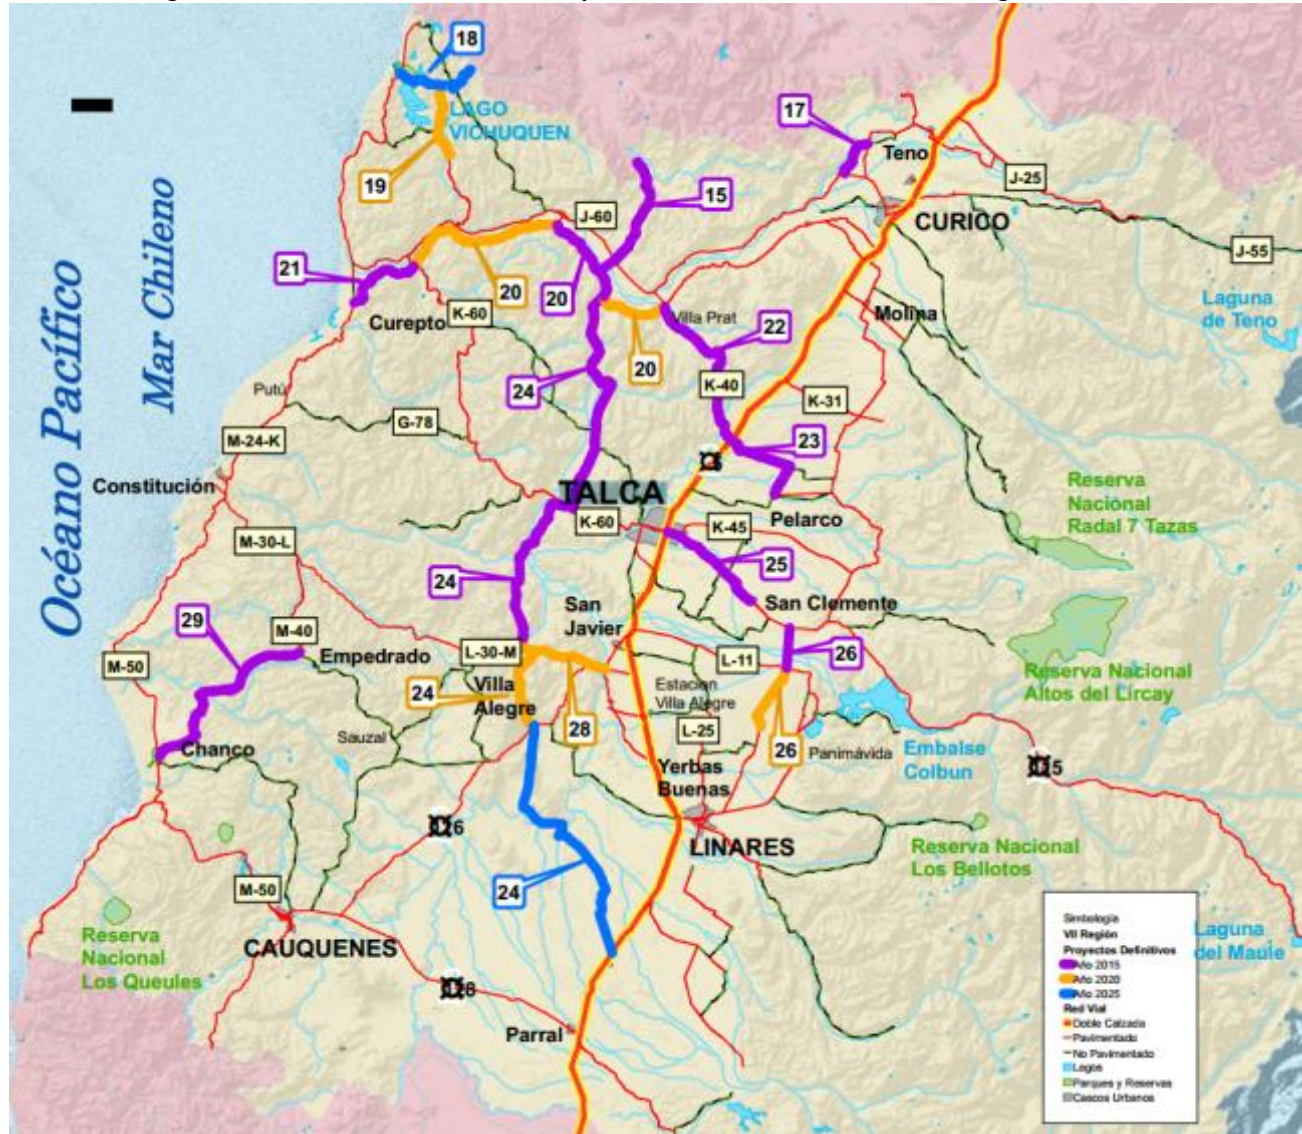 18
LAGO
VICHUQUEN
17
Teno
J-25
19
15
J-60
CURICO
J-55
21
20
20
Curepto
K-60
Villa Prat
22
Molina
Laguna
de Teno
Océano Pacífico
Mar Chileno
20
24
K-40
K-31
Putú
G-78
M-24-K
23
Constitución
TALCA
Reserva
Nacional
Radal 7 Tazas
K-60
K-45
Pelarco
M-30-L
24
25
San
Javier
San Clemente
29
M-40
M-50
Empedrado
L-30-M
L-11
26
Reserva Nacional
Altos del Lircay
24
Villa
Alegre
Estacion
Villa Alegre
28
L-25
26
Panimávida
Embalse
Colbun
Sauzal
Chanco
Yerbas
Buenas
LINARES
Reserva Nacional
Los Bellotos
24
M-50
CAUQUENES
Reserva
Nacional
Los Queules
Laguna
del Maule
Parral
Simbología
VII Región
Proyectos Definitivos
Año 2015
Año 2020
Año 2025
Red Vial
Doble Calzada
Pavimentado
No Pavimentado
Lagos
Parques y Reservas
Cascos Urbanos